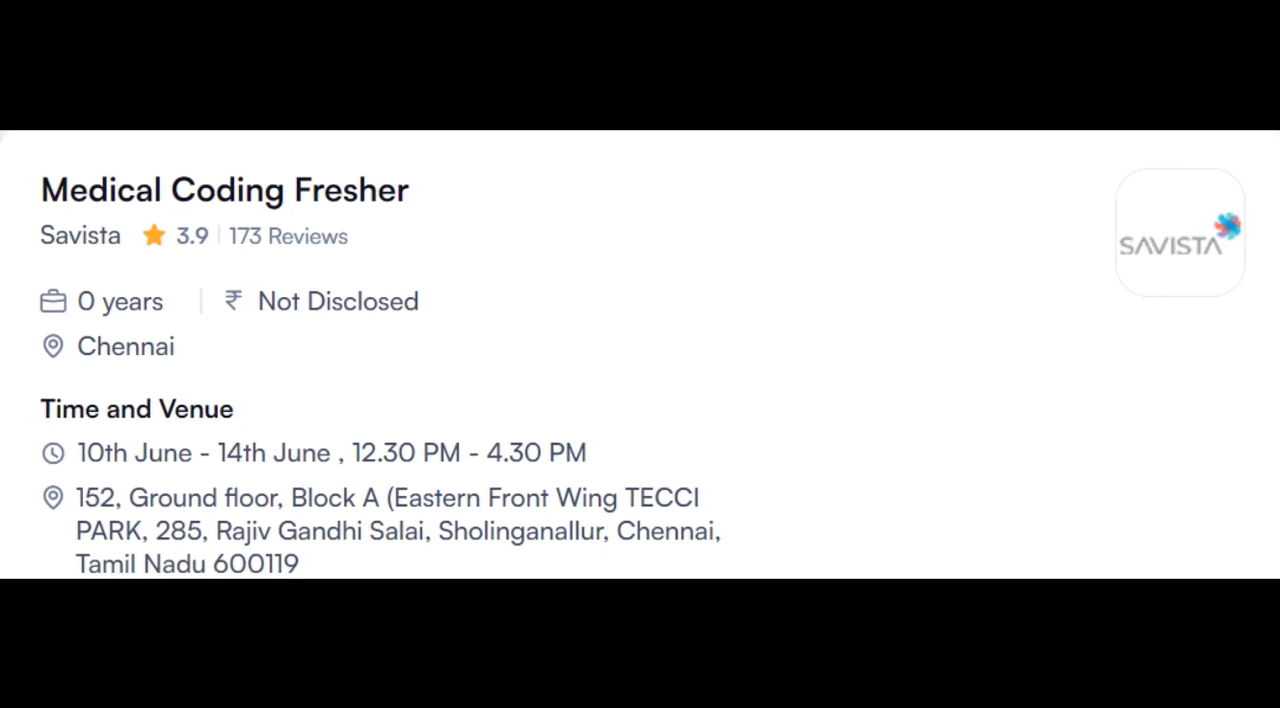 Medical Coding Fresher
Savista 3.9 173 Reviews
SAVISTA
0 years ₹ Not Disclosed
Chennai
Time and Venue
10th June - 14th June , 12.30 PM - 4.30 PM
152, Ground floor, Block A (Eastern Front Wing TECCI
PARK, 285, Rajiv Gandhi Salai, Sholinganallur, Chennai,
Tamil Nadu 600119